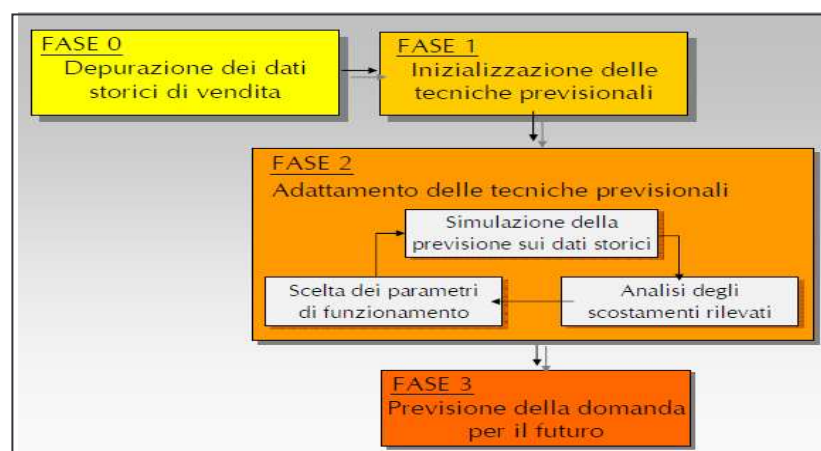 FASE 0
Depurazione dei dati
storici di vendita
FASE 1
Inizializzazione delle
tecniche previsionali
FASE 2
Adattamento delle tecniche previsionali
Simulazione della
previsione sui dati storici
Scelta dei parametri
di funzionamento
Analisi degli
scostamenti rilevati
FASE 3
Previsione della domanda
per il futuro